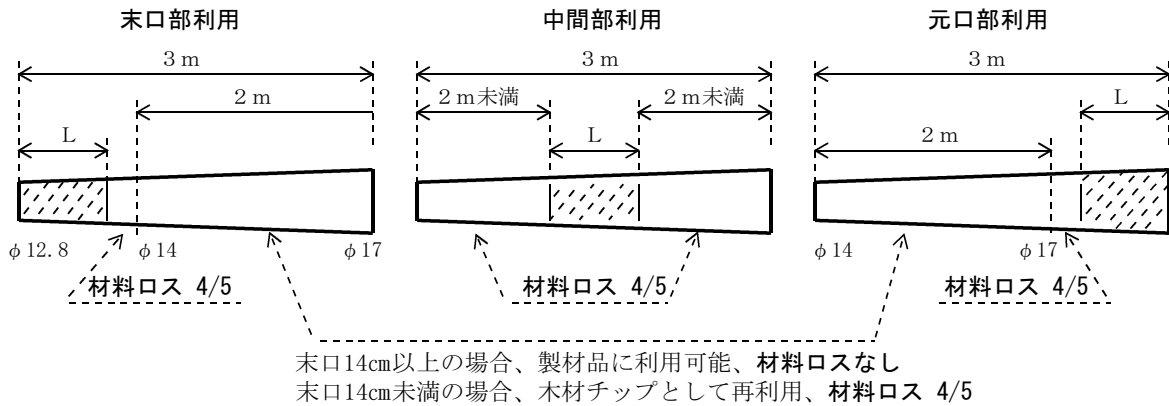 末口部利用
3ｍ
2ｍ
L
φ12.8
φ14
φ17
材料ロス 4/5
中間部利用
3ｍ
2ｍ未満
2ｍ未満
L
材料ロス 4/5
元口部利用
3ｍ
L
2ｍ
φ14
φ17
材料ロス 4/5
末口14㎝以上の場合、製材品に利用可能、材料ロスなし
末口14㎝未満の場合、木材チップとして再利用、材料ロス 4/5